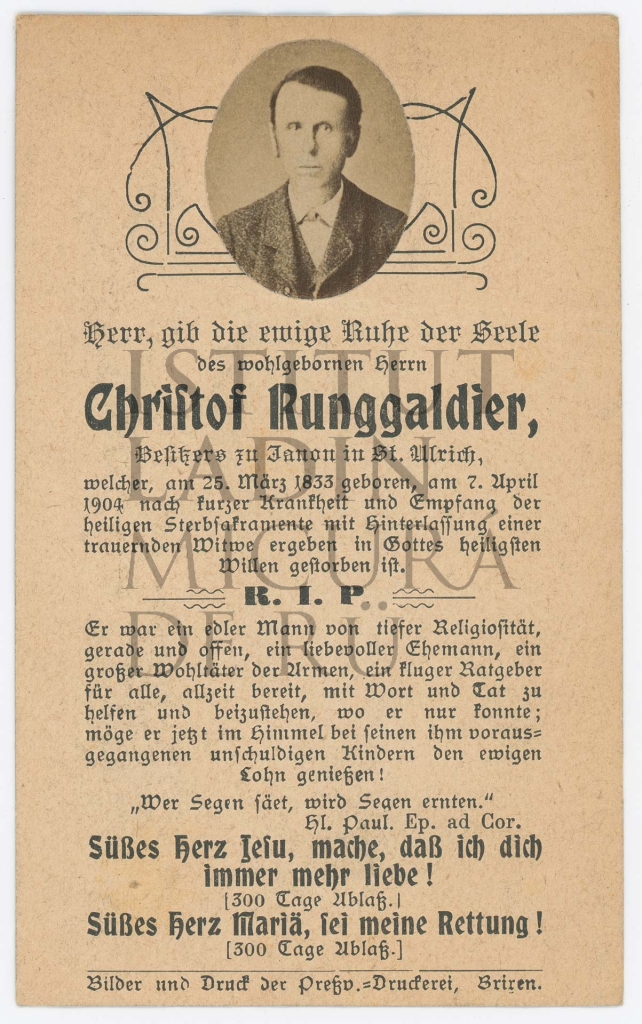 Herr, gib die ewige Ruhe der Seele
des wohlgebornen Herrn
Christof Runggaldier,
Besitzers zu Janon in St. Ulrich,
welcher, am 25. März 1833 geboren, am 7. April
1904 nach kurzer Krankheit und Empfang der
heiligen Sterbsakramente mit Hinterlassung einer
trauernden Witwe ergeben in Gottes heiligsten
Willen gestorben ist.
R. I. P
Er war ein edler Mann von tiefer Religiosität,
gerade und offen, ein liebevoller Ehemann, ein
großer Wohltäter der Armen, ein kluger Ratgeber
für alle, allzeit bereit, mit Wort und Tat zu
helfen und beizustehen, wo er nur konnte;
möge er jetzt im Himmel bei seinen ihm voraus-
gegangenen unschuldigen Kindern den ewigen
Lohn genießen!
„Wer Segen säet, wird Segen ernten."
Hl. Paul. Ep. ad Cor.
Süßes Herz Jesu, mache, daß ich dich
immer mehr liebe!
[300 Tage Ablaß.]
Süßes Herz Mariä, sei meine Rettung!
[300 Tage Ablaß.]
Bilder und Druck der Preßv.-Druckerei, Brixen.
ISTITUT
LADIN
MICURÀ
DE RÜ